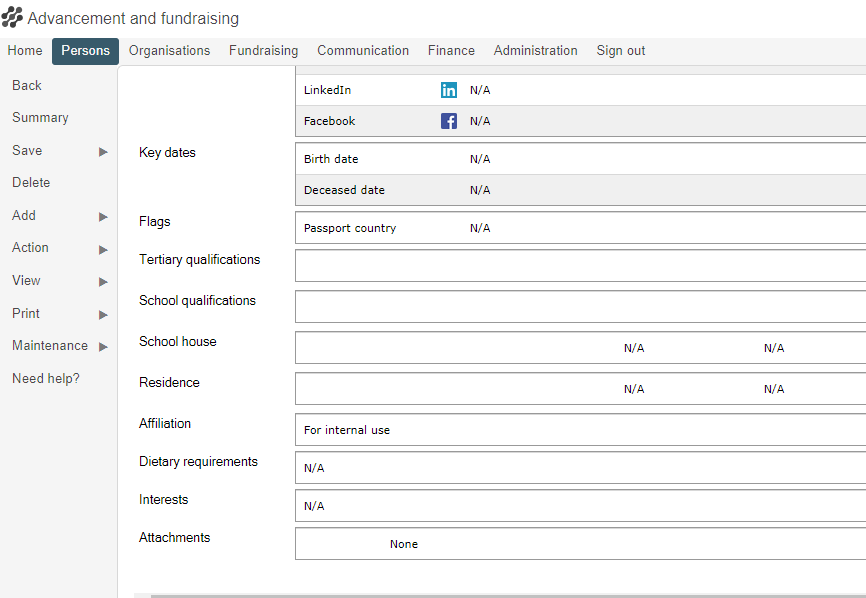 Advancement and fundraising
Home Persons Organisations Fundraising Communication Finance Administration Sign out
Back
Summary
Save
Delete
Add
Action
View
Print
Maintenance
Need help?
LinkedIn in N/A
Facebook f N/A
Key dates
Birth date N/A
Deceased date N/A
Flags
Passport country N/A
Tertiary qualifications
School qualifications
School house
N/A N/A
Residence
N/A N/A
Affiliation
For internal use
Dietary requirements
N/A
Interests
N/A
Attachments
None